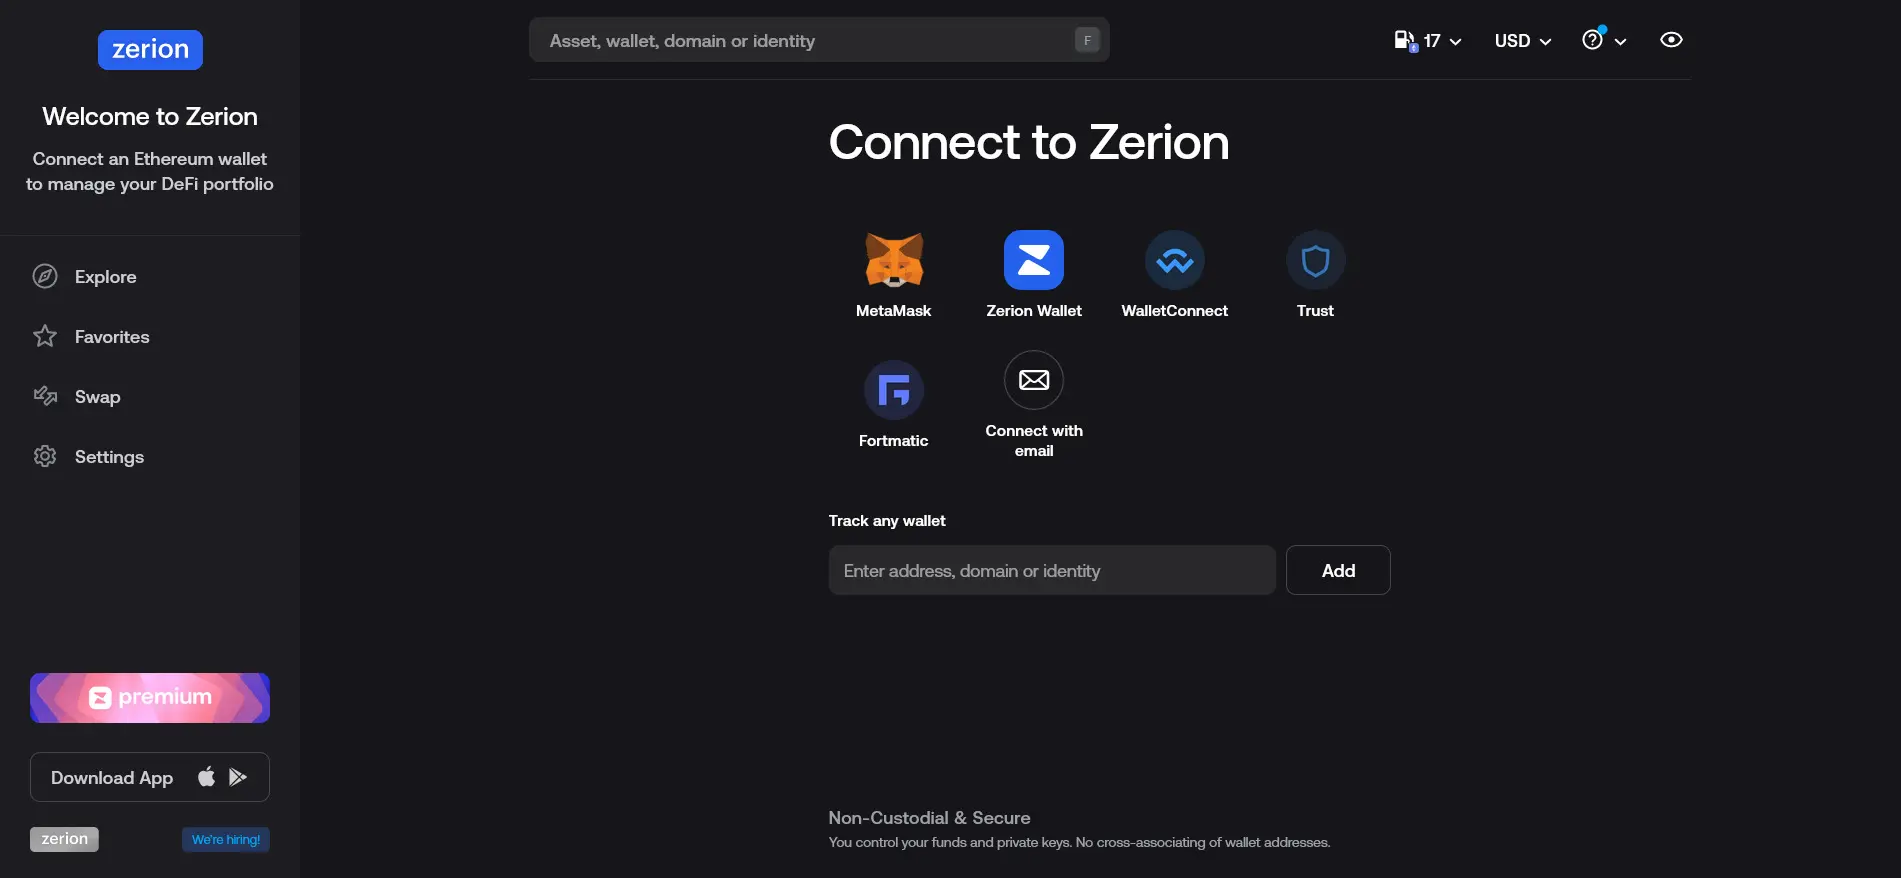 zerion
Welcome to Zerion
Connect an Ethereum wallet
to manage your DeFi portfolio
Explore
Favorites
Swap
Settings
premium
Download App
zerion
We're hiring!
Asset, wallet, domain or identity
F
17
USD
Connect to Zerion
MetaMask
Zerion Wallet
WalletConnect
Trust
Fortmatic
Connect with
email
Track any wallet
Enter address, domain or identity
Add
Non-Custodial & Secure
You control your funds and private keys. No cross-associating of wallet addresses.